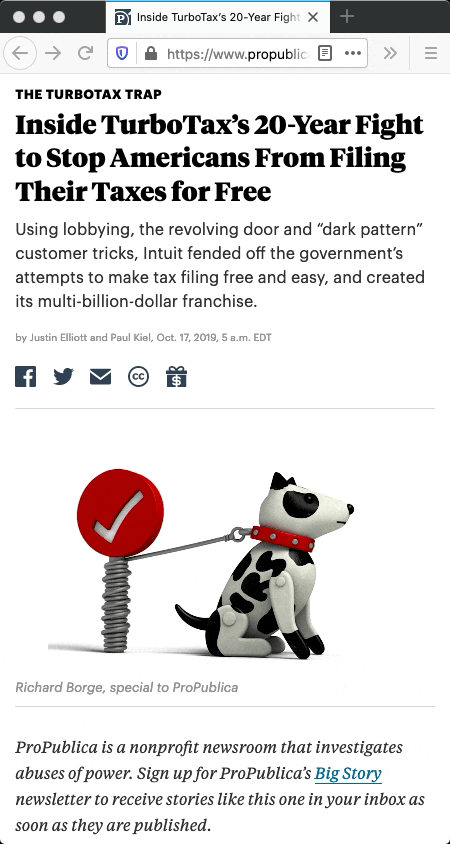 Inside TurboTax’s 20-Year Fight
https://www.propublic
THE TURBOTAX TRAP
Inside TurboTax’s 20-Year Fight
to Stop Americans From Filing
Their Taxes for Free
Using lobbying, the revolving door and “dark pattern”
customer tricks, Intuit fended off the government’s
attempts to make tax filing free and easy, and created
its multi-billion-dollar franchise.
by Justin Elliott and Paul Kiel, Oct. 17, 2019, 5 a.m. EDT
Richard Borge, special to ProPublica
ProPublica is a nonprofit newsroom that investigates
abuses of power. Sign up for ProPublica’s Big Story
newsletter to receive stories like this one in your inbox as
soon as they are published.